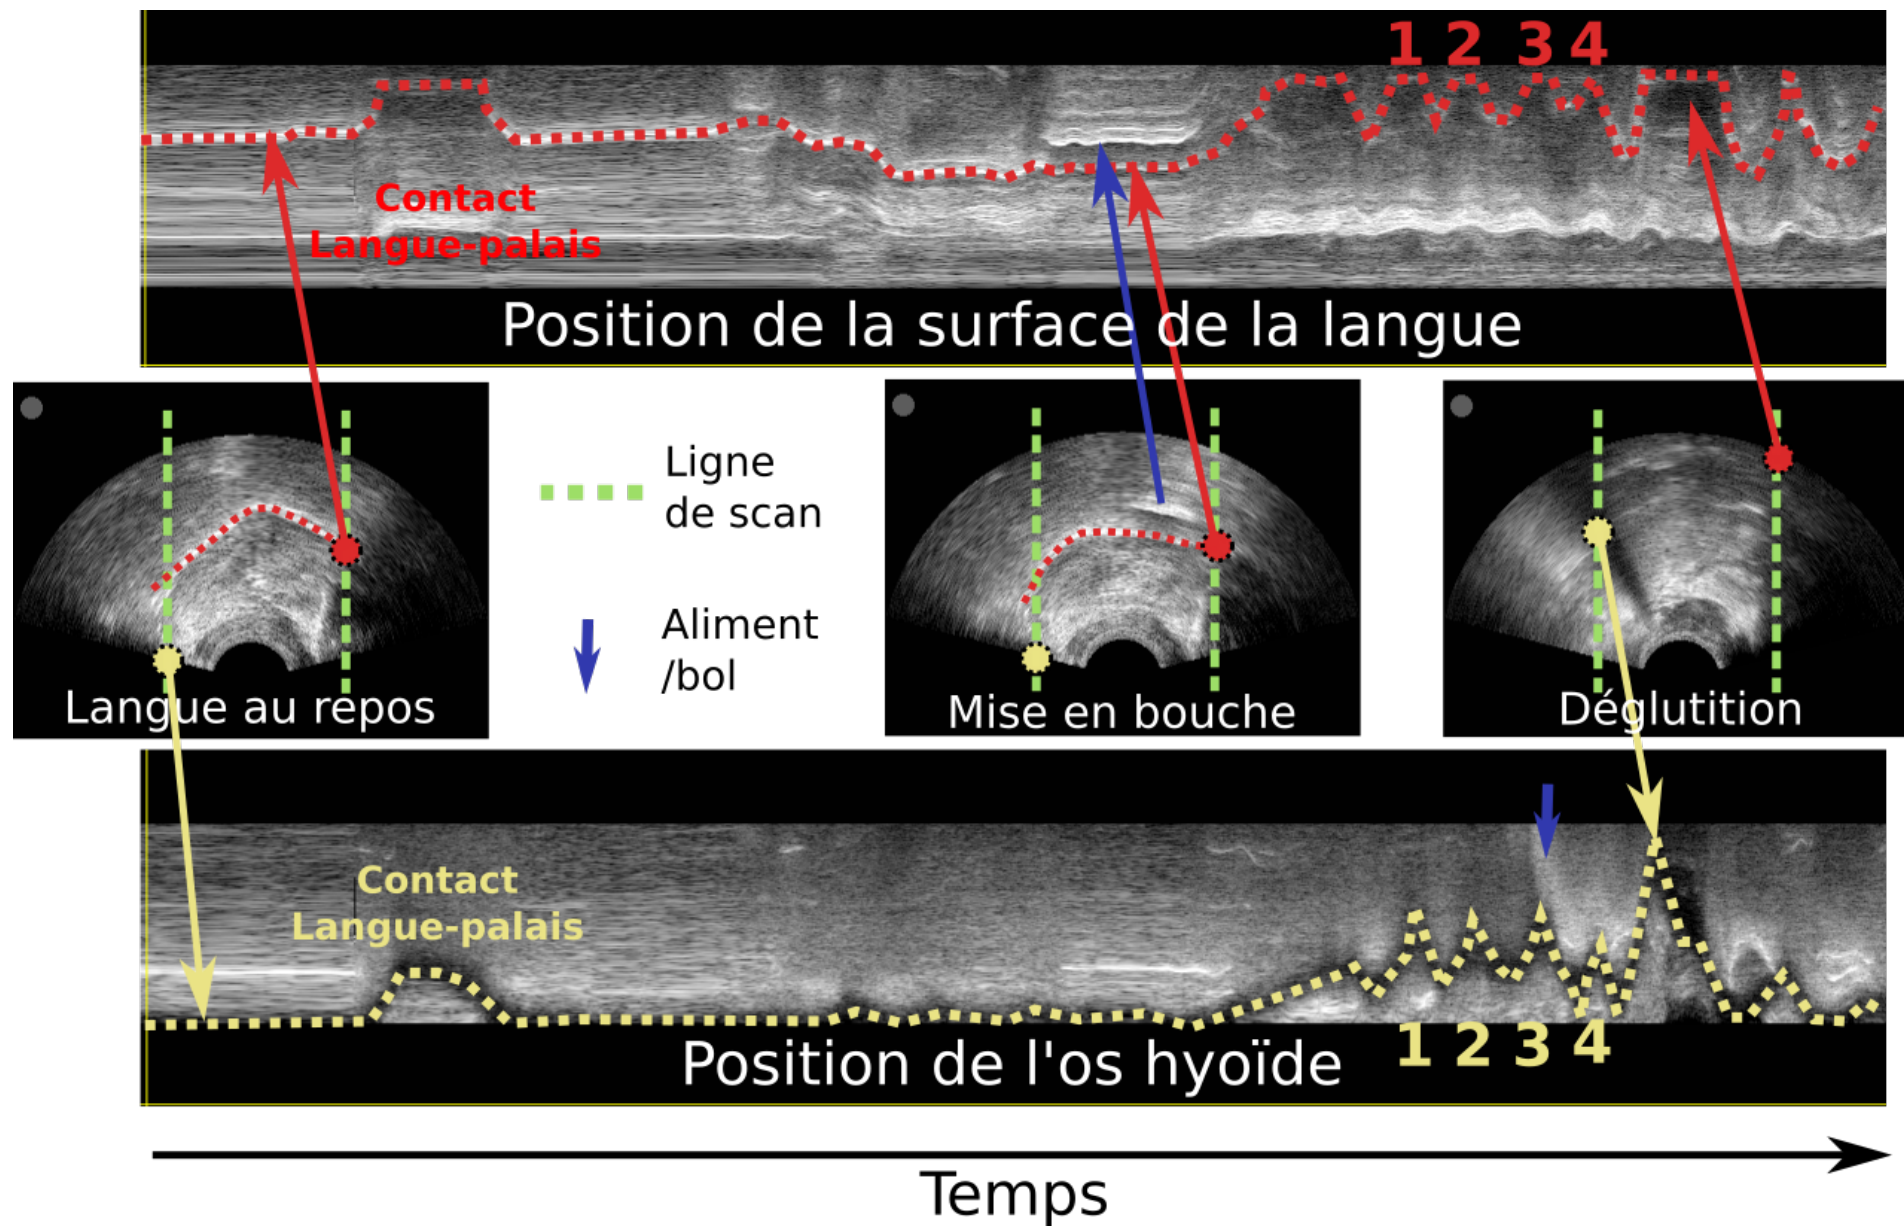 1 2 3 4
Contact
Langue-palais
Position de la surface de la langue
Ligne
de scan
Aliment
/bol
Langue au repos
Mise en bouche
Déglutition
Contact
Langue-palais
1 2 3 4
Position de l'os hyoïde
Temps